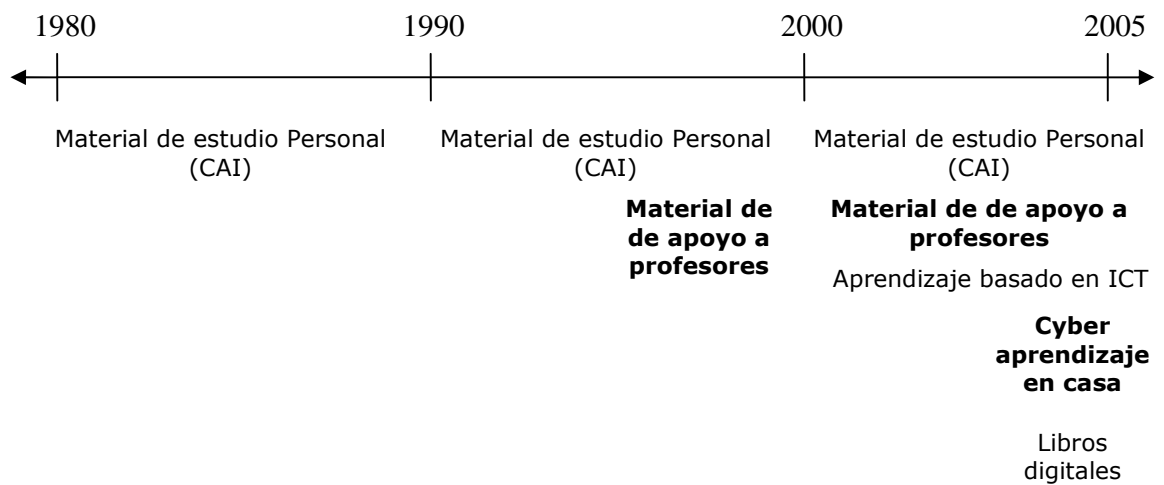 1980 1990 2000 2005
Material de estudio Personal
(CAI)
Material de estudio Personal
(CAI)
Material de estudio Personal
(CAI)
Material de
de apoyo a
profesores
Material de de apoyo a
profesores
Aprendizaje basado en ICT
Cyber
aprendizaje
en casa
Libros
digitales